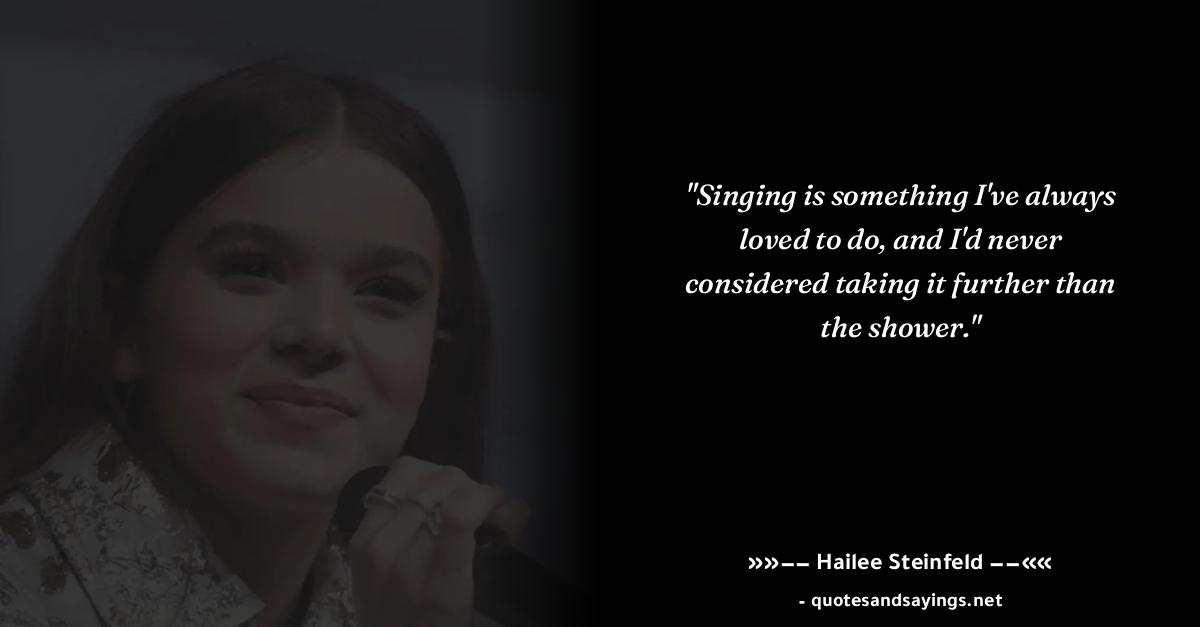 "Singing is something I've always
loved to do, and I'd never
considered taking it further than
the shower."
»»−− Hailee Steinfeld −−««
- quotesandsayings.net